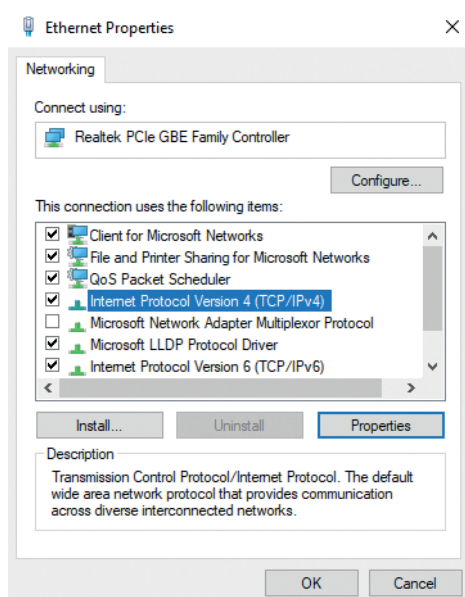 Ethernet Properties
Networking
Connect using:
Realtek PCIe GBE Family Controller
Configure...
This connection uses the following items:
Client for Microsoft Networks
File and Printer Sharing for Microsoft Networks
QoS Packet Scheduler
Internet Protocol Version 4 (TCP/IPv4)
Microsoft Network Adapter Multiplexor Protocol
Microsoft LLDP Protocol Driver
Internet Protocol Version 6 (TCP/IPv6)
Install... Uninstall Properties
Description
Transmission Control Protocol/Internet Protocol. The default
wide area network protocol that provides communication
across diverse interconnected networks.
OK Cancel